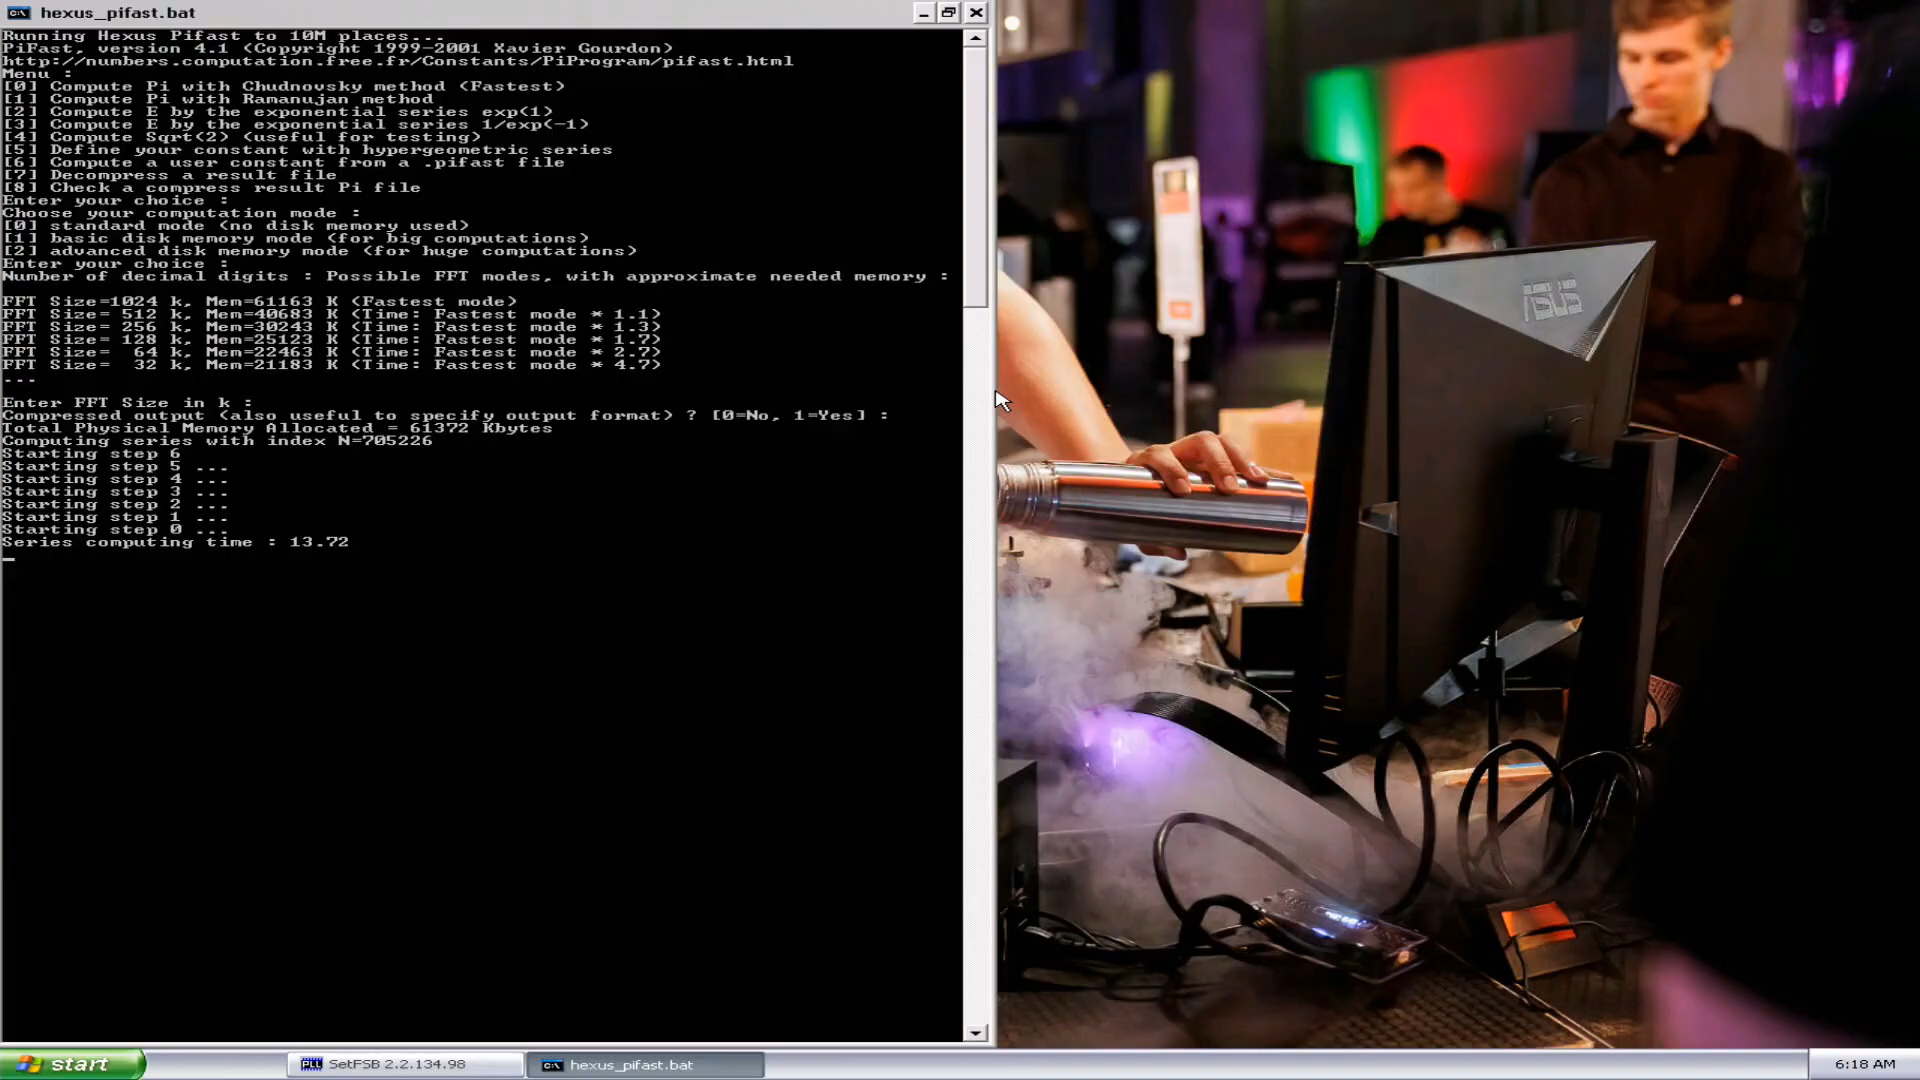 hexus_pifast.bat
Running Hexus Pifast to 10M places...
PiFast, version 4.1 (Copyright 1999-2001 Xavier Gourdon)
http://numbers.computation.free.fr/Constants/PiProgram/pifast.html
Menu :
[0] Compute Pi with Chudnovsky method (Fastest)
[1] Compute Pi with Ramanujan method
[2] Compute E by the exponential series exp(1)
[3] Compute E by the exponential series 1/exp(-1)
[4] Compute Sqrt(2) (useful for testing)
[5] Define your constant with hypergeometric series
[6] Compute a user constant from a .pifast file
[7] Decompress a result file
[8] Check a compress result Pi file
Enter your choice :
Choose your computation mode :
[0] standard mode (no disk memory used)
[1] basic disk memory mode (for big computations)
[2] advanced disk memory mode (for huge computations)
Enter your choice :
Number of decimal digits : Possible FFT modes, with approximate needed memory :
FFT Size=1024 k, Mem=61163 K (Fastest mode)
FFT Size= 512 k, Mem=40683 K (Time: Fastest mode * 1.1)
FFT Size= 256 k, Mem=30243 K (Time: Fastest mode * 1.3)
FFT Size= 128 k, Mem=25123 K (Time: Fastest mode * 1.7)
FFT Size=  64 k, Mem=22463 K (Time: Fastest mode * 2.7)
FFT Size=  32 k, Mem=21183 K (Time: Fastest mode * 4.7)
...
Enter FFT Size in k :
Compressed output (also useful to specify output format) ? [0=No, 1=Yes] :
Total Physical Memory Allocated = 61372 Kbytes
Computing series with index N=705226
Starting step 6
Starting step 5 ...
Starting step 4 ...
Starting step 3 ...
Starting step 2 ...
Starting step 1 ...
Starting step 0 ...
Series computing time : 13.72
ASUS
start
PLL
SetFSB 2.2.134.98
hexus_pifast.bat
6:18 AM